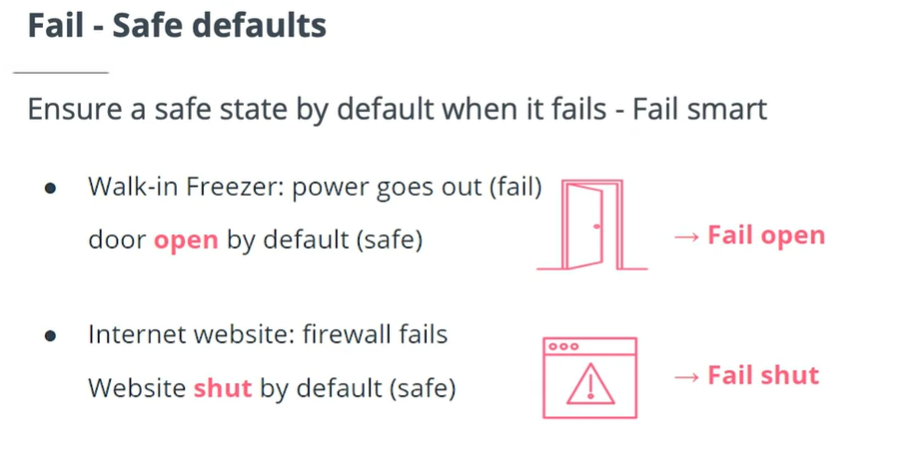 Fail - Safe defaults
Ensure a safe state by default when it fails - Fail smart
● Walk-in Freezer: power goes out (fail)
door open by default (safe)
→ Fail open
● Internet website: firewall fails
Website shut by default (safe)
→ Fail shut